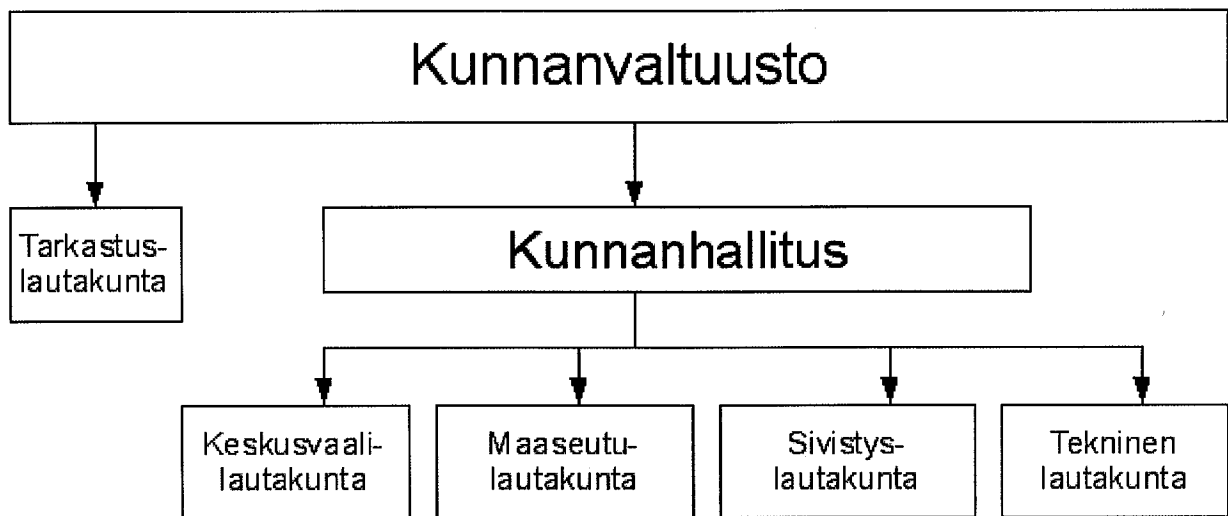 Kunnanvaltuusto
Tarkastus-
lautakunta
Kunnanhallitus
Keskusvaali-
lautakunta
Maaseutu-
lautakunta
Sivistys-
lautakunta
Tekninen
lautakunta